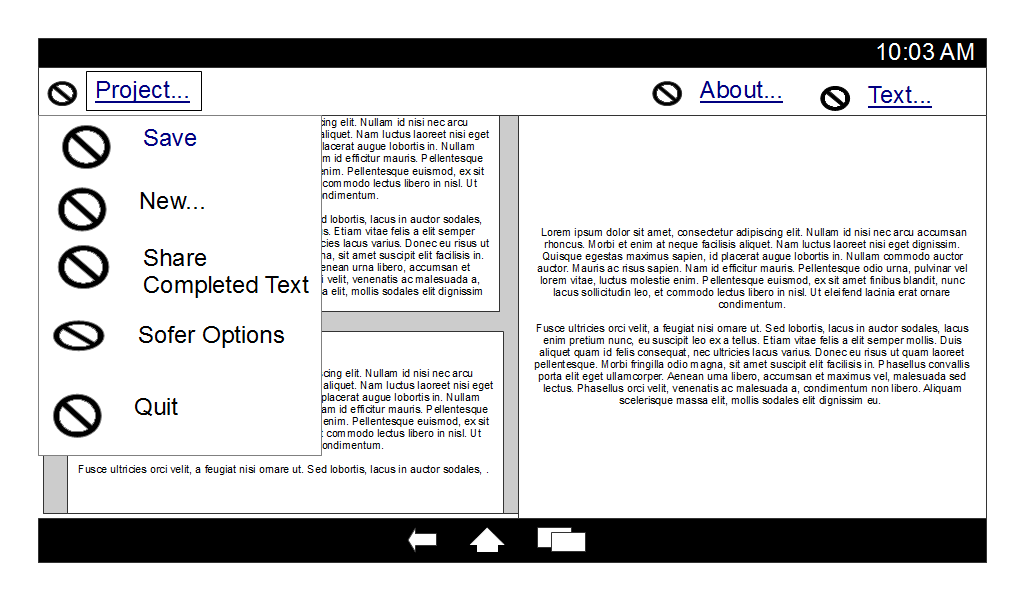 10:03 AM
Project...
About...
Text...
Save
New...
Share
Completed Text
Sofer Options
Quit
ing elit. Nullam id nisi nec arcu
aliquet. Nam luctus laoreet nisi eget
lacerat augue lobortis in. Nullam
m id efficitur mauris. Pellentesque
enim. Pellentesque euismod, ex sit
commodo lectus libero in nisl. Ut
ndimentum.
d lobortis, lacus in auctor sodales,
s. Etiam vitae felis a elit semper
cies lacus varius. Donec eu risus ut
na, sit amet suscipit elit facilisis in.
enean urna libero, accumsan et
i velit, venenatis ac malesuada a,
a elit, mollis sodales elit dignissim
cing elit. Nullam id nisi nec arcu
aliquet. Nam luctus laoreet nisi eget
placerat augue lobortis in. Nullam
am id efficitur mauris. Pellentesque
enim. Pellentesque euismod, ex sit
commodo lectus libero in nisl. Ut
ondimentum.
Fusce ultricies orci velit, a feugiat nisi ornare ut. Sed lobortis, lacus in auctor sodales, .
Lorem ipsum dolor sit amet, consectetur adipiscing elit. Nullam id nisi nec arcu accumsan
rhoncus. Morbi et enim at neque facilisis aliquet. Nam luctus laoreet nisi eget dignissim.
Quisque egestas maximus sapien, id placerat augue lobortis in. Nullam commodo auctor
auctor. Mauris ac risus sapien. Nam id efficitur mauris. Pellentesque odio urna, pulvinar vel
lorem vitae, luctus molestie enim. Pellentesque euismod, ex sit amet finibus blandit, nunc
lacus sollicitudin leo, et commodo lectus libero in nisl. Ut eleifend lacinia erat ornare
condimentum.
Fusce ultricies orci velit, a feugiat nisi ornare ut. Sed lobortis, lacus in auctor sodales, lacus
enim pretium nunc, eu suscipit leo ex a tellus. Etiam vitae felis a elit semper mollis. Duis
aliquet quam id felis consequat, nec ultricies lacus varius. Donec eu risus ut quam laoreet
pellentesque. Morbi fringilla odio magna, sit amet suscipit elit facilisis in. Phasellus convallis
porta elit eget ullamcorper. Aenean urna libero, accumsan et maximus vel, malesuada sed
lectus. Phasellus orci velit, venenatis ac malesuada a, condimentum non libero. Aliquam
scelerisque massa elit, mollis sodales elit dignissim eu.